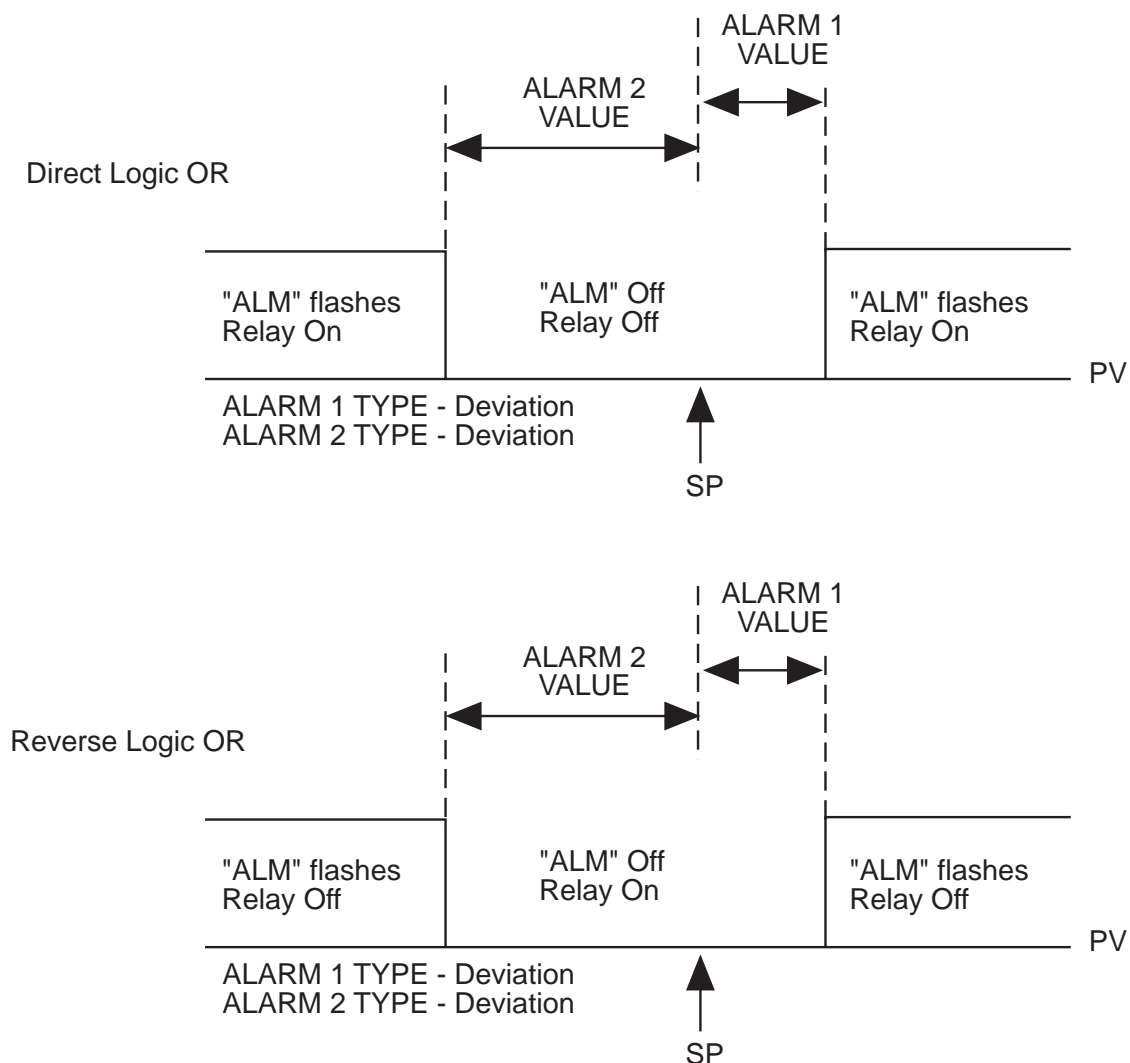 ALARM 1
VALUE
ALARM 2
VALUE
Direct Logic OR
"ALM" flashes
Relay On
"ALM" Off
Relay Off
"ALM" flashes
Relay On
PV
ALARM 1 TYPE - Deviation
ALARM 2 TYPE - Deviation
SP
ALARM 1
VALUE
ALARM 2
VALUE
Reverse Logic OR
"ALM" flashes
Relay Off
"ALM" Off
Relay On
"ALM" flashes
Relay Off
PV
ALARM 1 TYPE - Deviation
ALARM 2 TYPE - Deviation
SP